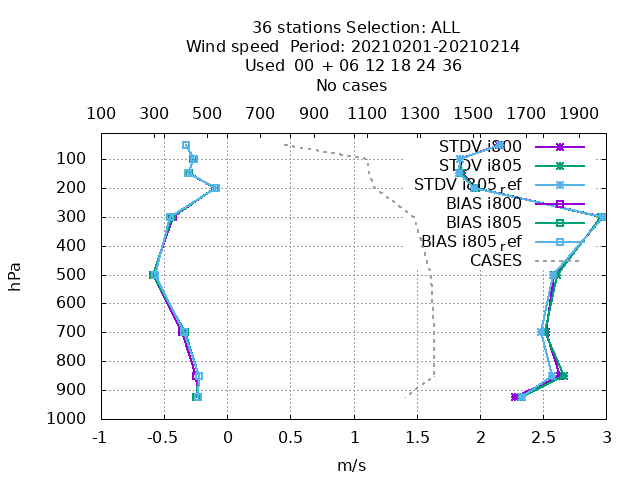 36 stations Selection: ALL
Wind speed  Period: 20210201-20210214
Used  00 + 06 12 18 24 36
No cases
100 300 500 700 900 1100 1300 1500 1700 1900
STDV i800
STDV i805
STDV i805ref
BIAS i800
BIAS i805
BIAS i805ref
CASES
100
200
300
400
500
600
700
800
900
1000
hPa
-1 -0.5 0 0.5 1 1.5 2 2.5 3
m/s